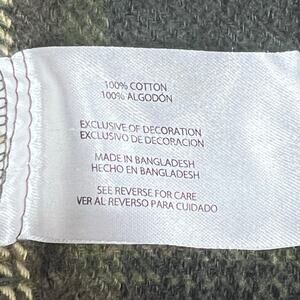 100% COTTON
100% ALGODÓN
EXCLUSIVE OF DECORATION
EXCLUSIVO DE DECORACION
MADE IN BANGLADESH
HECHO EN BANGLADESH
SEE REVERSE FOR CARE
VER AL REVERSO PARA CUIDADO